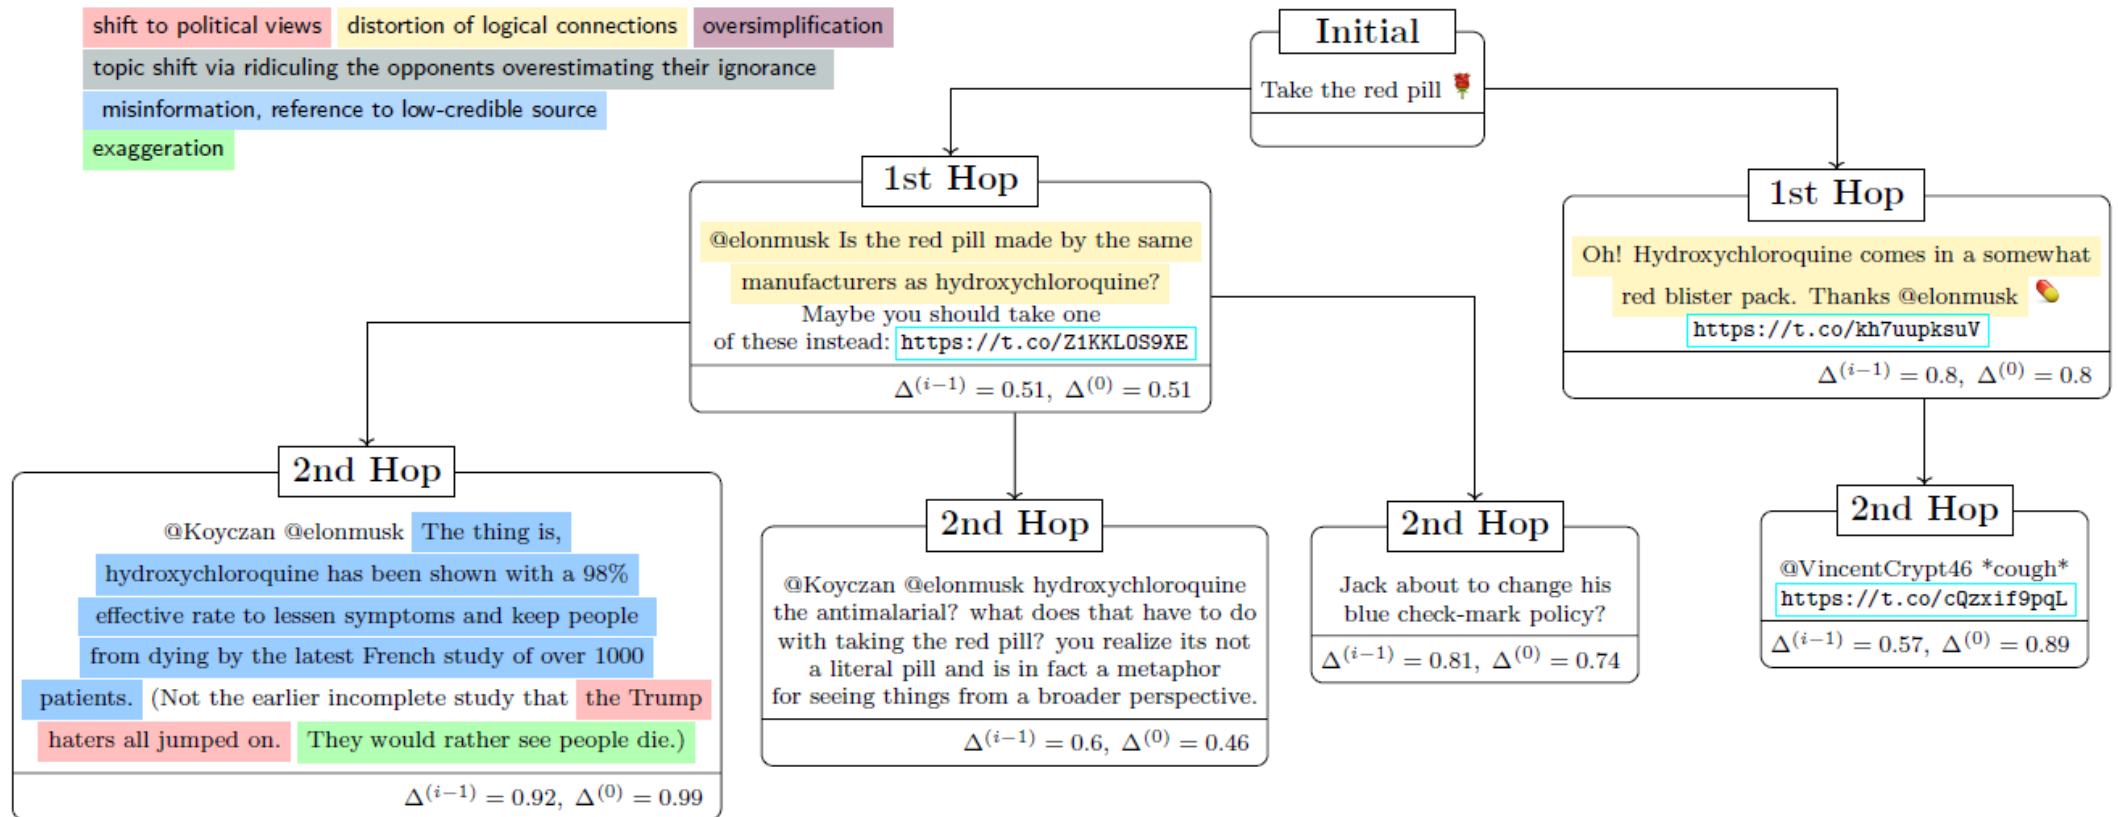 shift to political views distortion of logical connections oversimplification
topic shift via ridiculing the opponents overestimating their ignorance
misinformation, reference to low-credible source
exaggeration
Initial
Take the red pill 🌹
1st Hop
@elonmusk Is the red pill made by the same
manufacturers as hydroxychloroquine?
Maybe you should take one
of these instead: https://t.co/Z1KKLOS9XE
Δ(i−1) = 0.51, Δ(0) = 0.51
1st Hop
Oh! Hydroxychloroquine comes in a somewhat
red blister pack. Thanks @elonmusk 💊
https://t.co/kh7uupksuV
Δ(i−1) = 0.8, Δ(0) = 0.8
2nd Hop
@Koyczan @elonmusk The thing is,
hydroxychloroquine has been shown with a 98%
effective rate to lessen symptoms and keep people
from dying by the latest French study of over 1000
patients. (Not the earlier incomplete study that the Trump
haters all jumped on. They would rather see people die.)
Δ(i−1) = 0.92, Δ(0) = 0.99
2nd Hop
@Koyczan @elonmusk hydroxychloroquine
the antimalarial? what does that have to do
with taking the red pill? you realize its not
a literal pill and is in fact a metaphor
for seeing things from a broader perspective.
Δ(i−1) = 0.6, Δ(0) = 0.46
2nd Hop
Jack about to change his
blue check-mark policy?
Δ(i−1) = 0.81, Δ(0) = 0.74
2nd Hop
@VincentCrypt46 *cough*
https://t.co/cQzxif9pqL
Δ(i−1) = 0.57, Δ(0) = 0.89